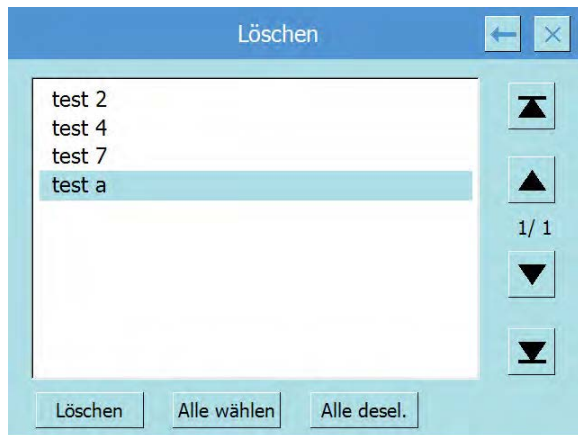 Löschen
test 2
test 4
test 7
test a
1/ 1
Löschen
Alle wählen
Alle desel.